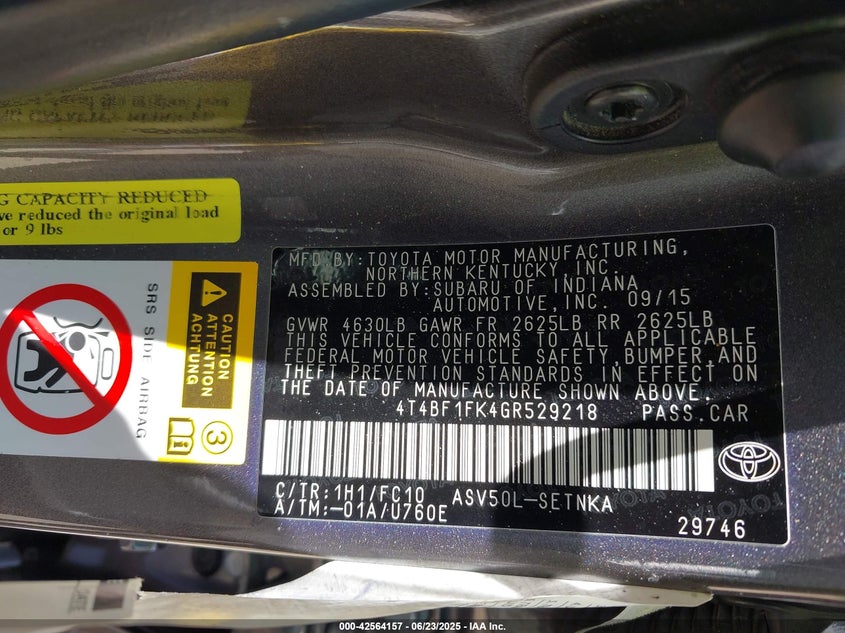 G CAPACITY REDUCED
ve reduced the original load
or 9 lbs
SRS SIDE AIRBAG
CAUTION
ATTENTION
ACHTUNG
3
MFD BY: TOYOTA MOTOR MANUFACTURING,
NORTHERN KENTUCKY, INC.
ASSEMBLED BY: SUBARU OF INDIANA
AUTOMOTIVE, INC. 09/15
GVWR 4630LB GAWR FR 2625LB RR 2625LB
THIS VEHICLE CONFORMS TO ALL APPLICABLE
FEDERAL MOTOR VEHICLE SAFETY, BUMPER, AND
THEFT PREVENTION STANDARDS IN EFFECT ON
THE DATE OF MANUFACTURE SHOWN ABOVE.
4T4BF1FK4GR529218 PASS.CAR
C/TR: 1H1/FC10 ASV50L-SETNKA
A/TM: -01A/U760E
29746
000-42564157 - 06/23/2025 - IAA Inc.